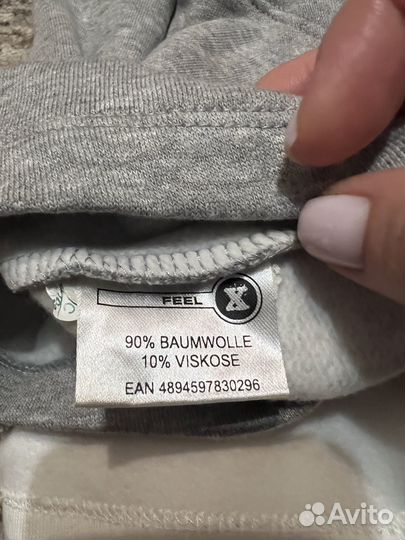 FEEL X
90% BAUMWOLLE
10% VISKOSE
EAN 4894597830296
Avito